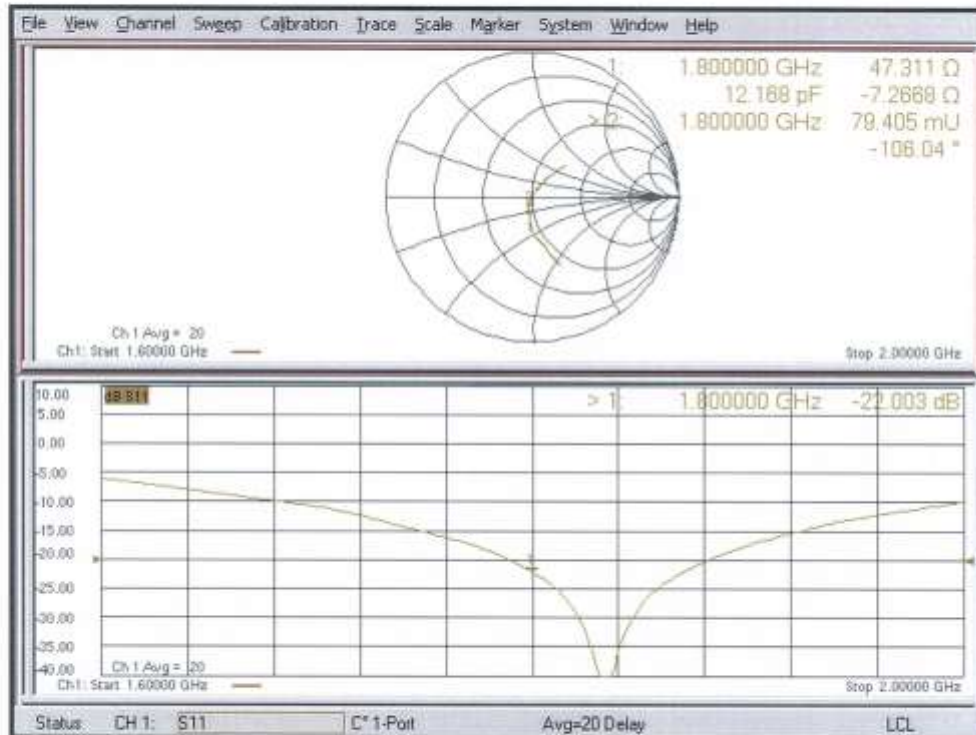 File View Channel Sweep Calibration Trace Scale Marker System Window Help
1: 1.800000 GHz 47.311 Ω
12.168 pF -7.2668 Ω
> 2: 1.800000 GHz 79.405 mU
-106.04 °
Ch 1 Avg = 20
Ch1: Start 1.60000 GHz
Stop 2.00000 GHz
10.00
dB S11
> 1: 1.800000 GHz -22.003 dB
5.00
0.00
-5.00
-10.00
-15.00
-20.00
-25.00
-30.00
-35.00
-40.00
Ch 1 Avg = 20
Ch1: Start 1.60000 GHz
Stop 2.00000 GHz
Status CH 1: S11 C* 1-Port Avg=20 Delay LCL